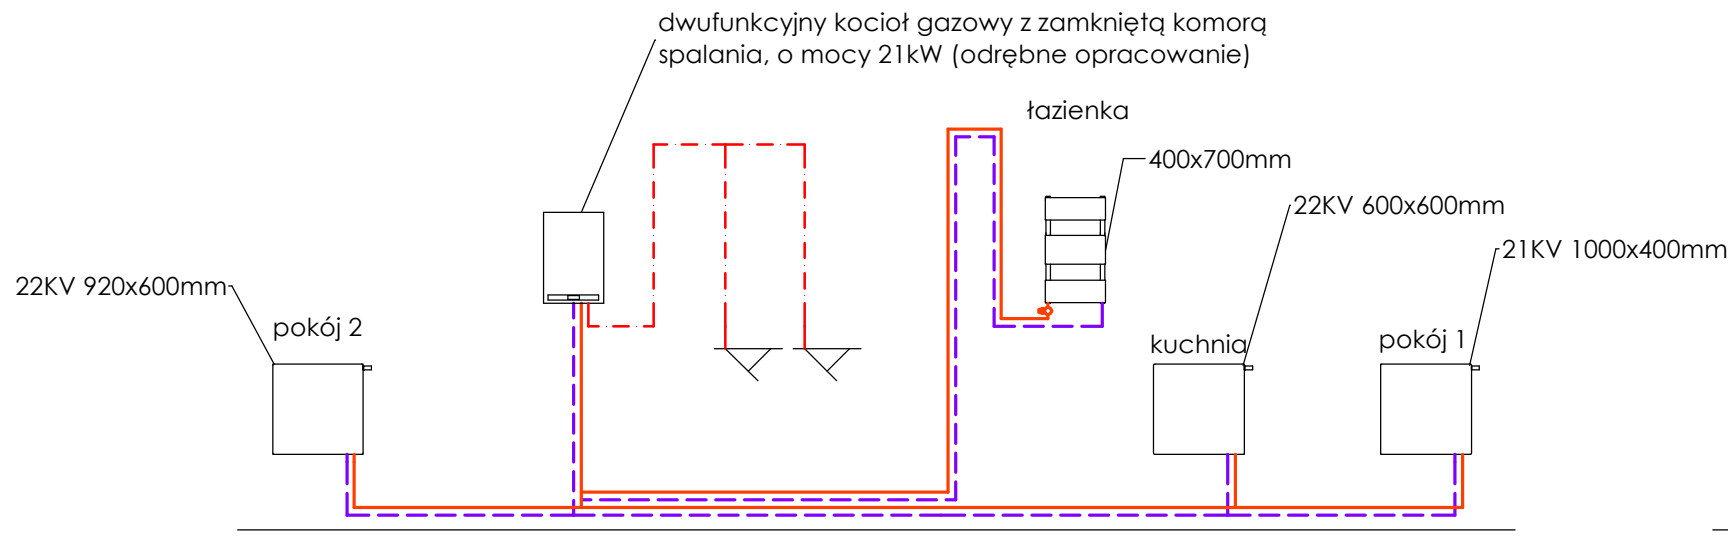 dwufunkcyjny kocioł gazowy z zamkniętą komorą
spalania, o mocy 21kW (odrębne opracowanie)
łazienka
400x700mm
22KV 600x600mm
21KV 1000x400mm
22KV 920x600mm
pokój 2
kuchnia
pokój 1